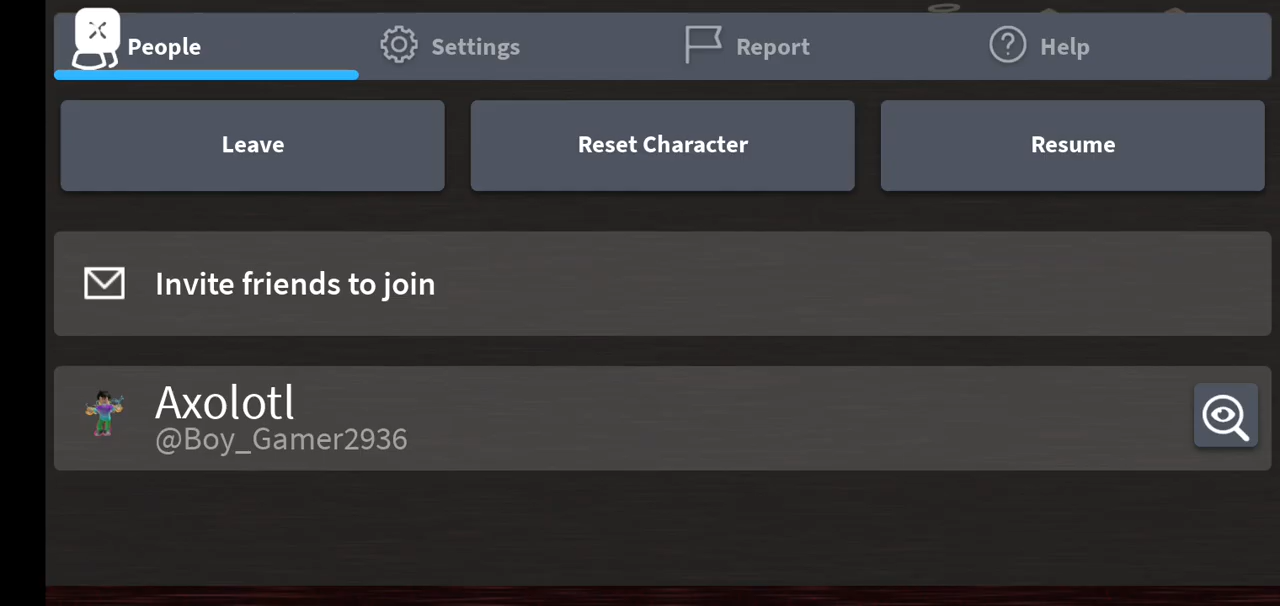 People
Settings
Report
Help
Leave
Reset Character
Resume
Invite friends to join
Axolotl
@Boy_Gamer2936